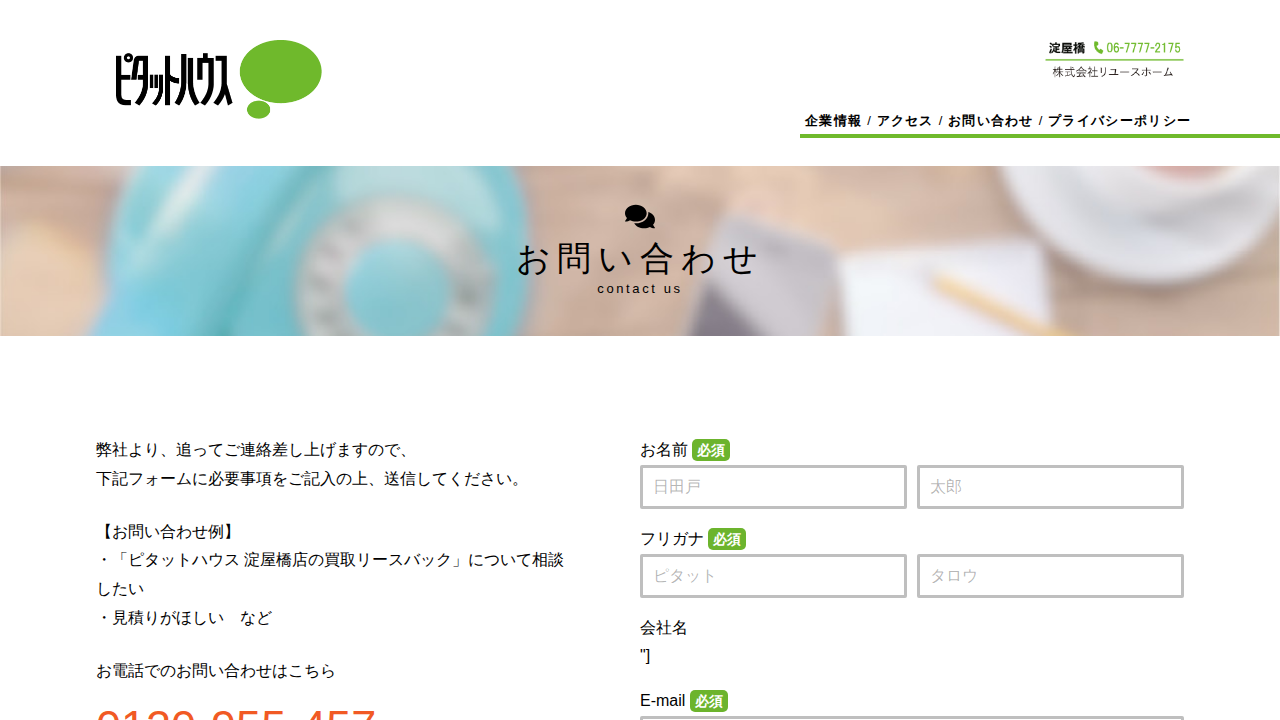 ピタットハウス
淀屋橋 06-7777-2175
株式会社リユースホーム
企業情報 / アクセス / お問い合わせ / プライバシーポリシー
お問い合わせ
contact us
弊社より、追ってご連絡差し上げますので、
下記フォームに必要事項をご記入の上、送信してください。
【お問い合わせ例】
・「ピタットハウス 淀屋橋店の買取リースバック」について相談
したい
・見積りがほしい　など
お電話でのお問い合わせはこちら
0120-955-457
お名前 必須
日田戸 太郎
フリガナ 必須
ピタット タロウ
会社名
"]
E-mail 必須